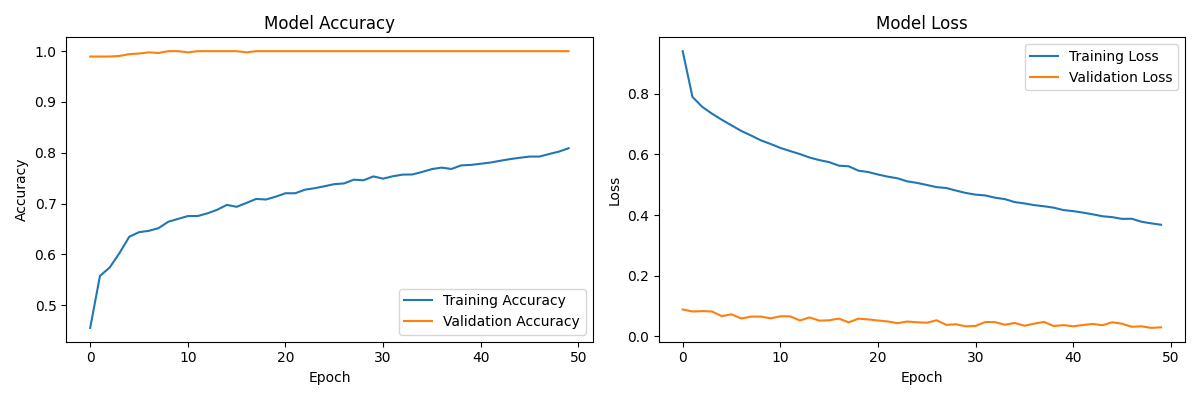 Model Accuracy
1.0
0.9
0.8
0.7
0.6
0.5
Accuracy
0
10
20
30
40
50
Epoch
Training Accuracy
Validation Accuracy
Model Loss
0.8
0.6
0.4
0.2
0.0
Loss
0
10
20
30
40
50
Epoch
Training Loss
Validation Loss